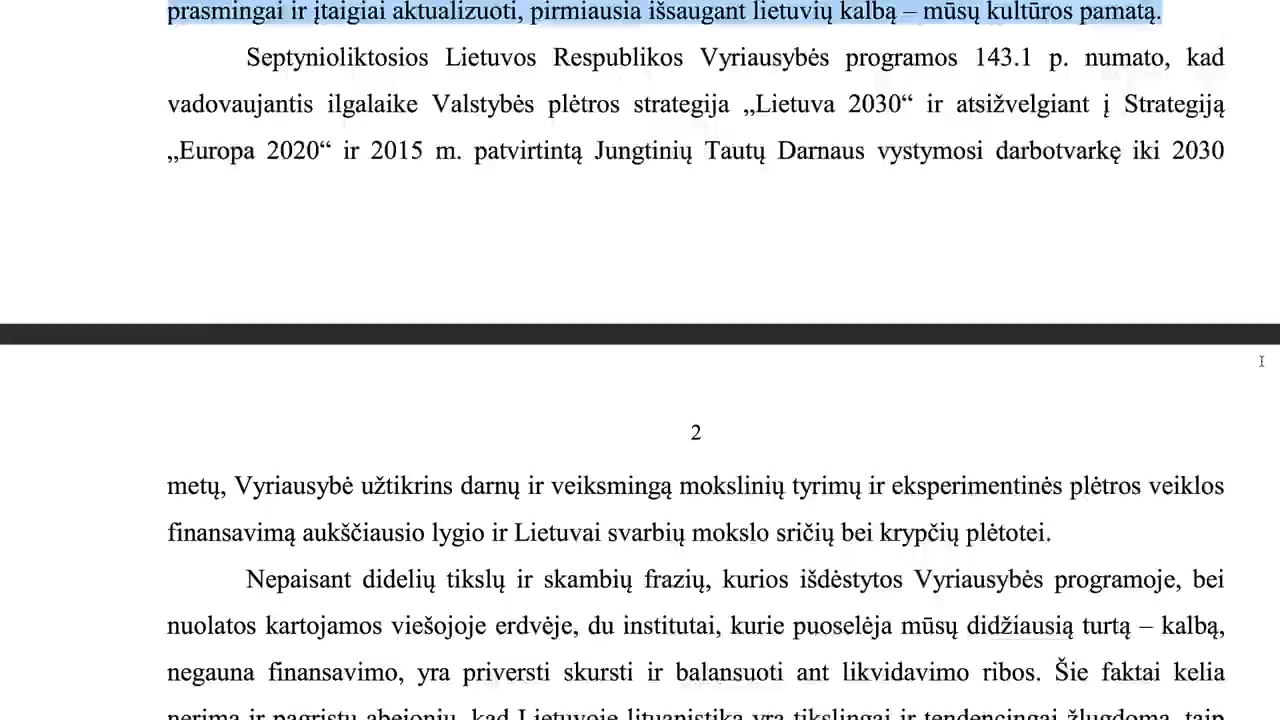 prasmingai ir įtaigiai aktualizuoti, pirmiausia išsaugant lietuvių kalbą – mūsų kultūros pamatą.
Septynioliktosios Lietuvos Respublikos Vyriausybės programos 143.1 p. numato, kad
vadovaujantis ilgalaike Valstybės plėtros strategija „Lietuva 2030“ ir atsižvelgiant į Strategiją
„Europa 2020“ ir 2015 m. patvirtintą Jungtinių Tautų Darnaus vystymosi darbotvarkę iki 2030
2
metų, Vyriausybė užtikrins darnų ir veiksmingą mokslinių tyrimų ir eksperimentinės plėtros veiklos
finansavimą aukščiausio lygio ir Lietuvai svarbių mokslo sričių bei krypčių plėtotei.
Nepaisant didelių tikslų ir skambių frazių, kurios išdėstytos Vyriausybės programoje, bei
nuolatos kartojamos viešojoje erdvėje, du institutai, kurie puoselėja mūsų didžiausią turtą – kalbą,
negauna finansavimo, yra priversti skursti ir balansuoti ant likvidavimo ribos. Šie faktai kelia
nerimą ir pagrįstų abejonių, kad Lietuvoje lituanistika yra tikslingai ir tendencingai žlugdoma, taip